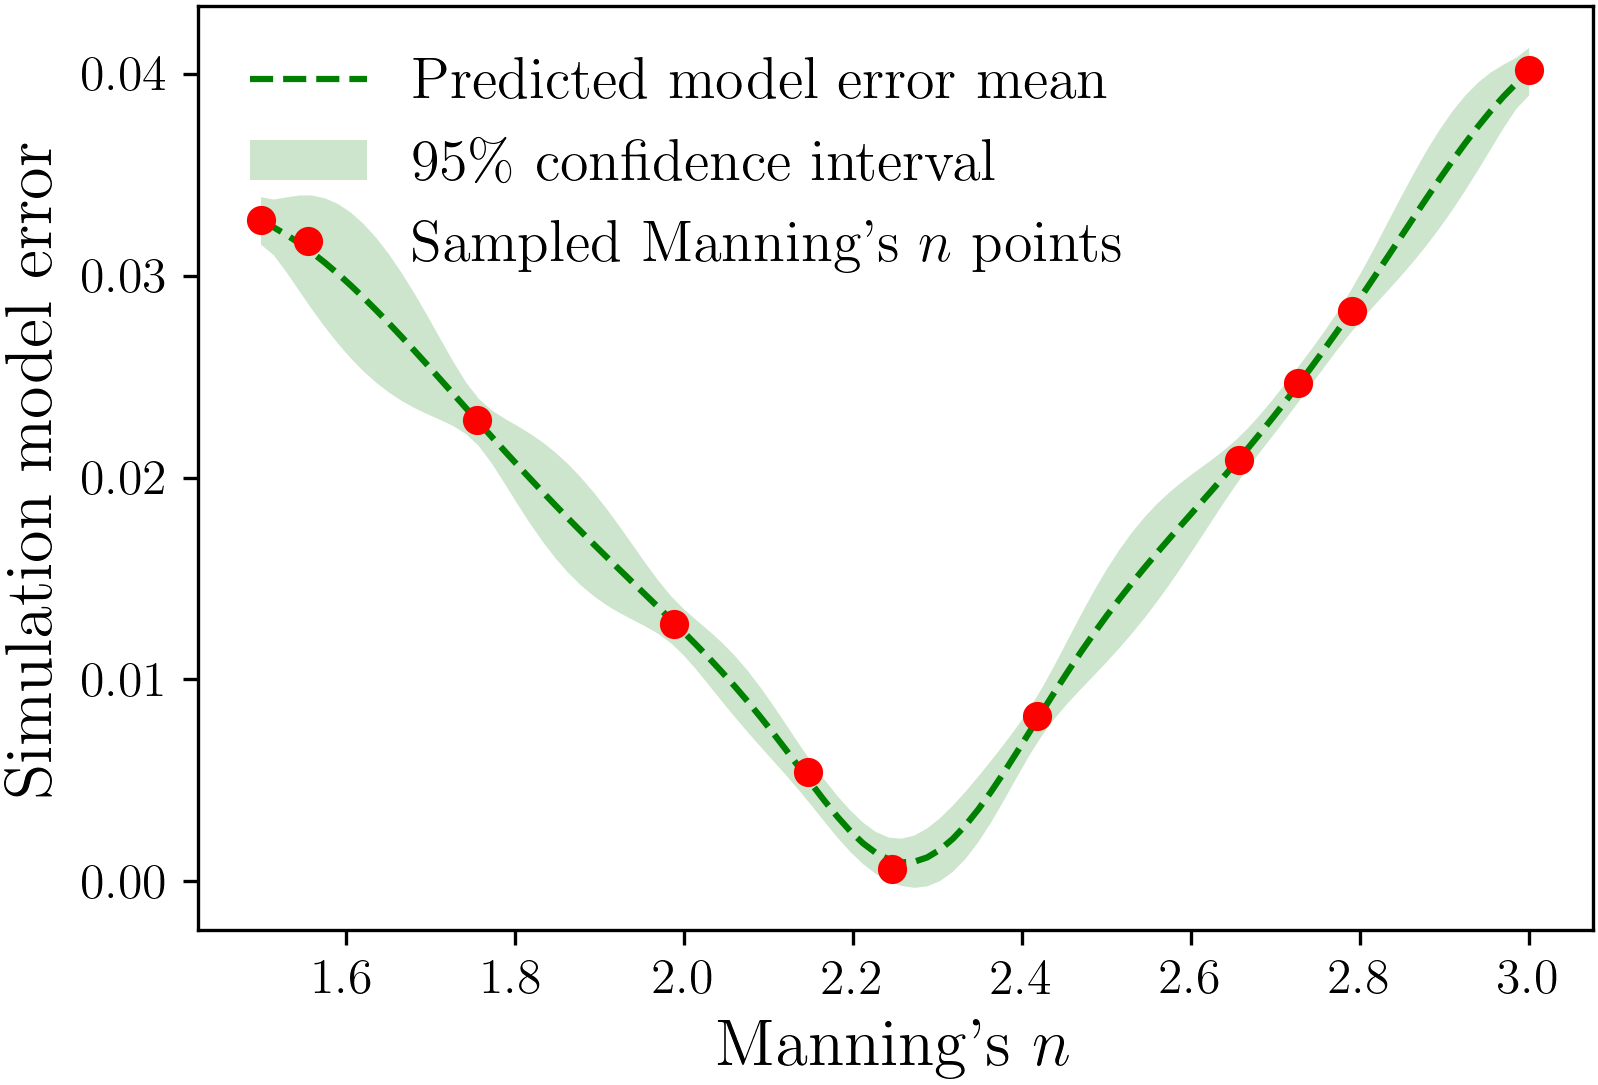 Predicted model error mean
95% confidence interval
Sampled Manning's n points
Simulation model error
0.04
0.03
0.02
0.01
0.00
1.6 1.8 2.0 2.2 2.4 2.6 2.8 3.0
Manning's n